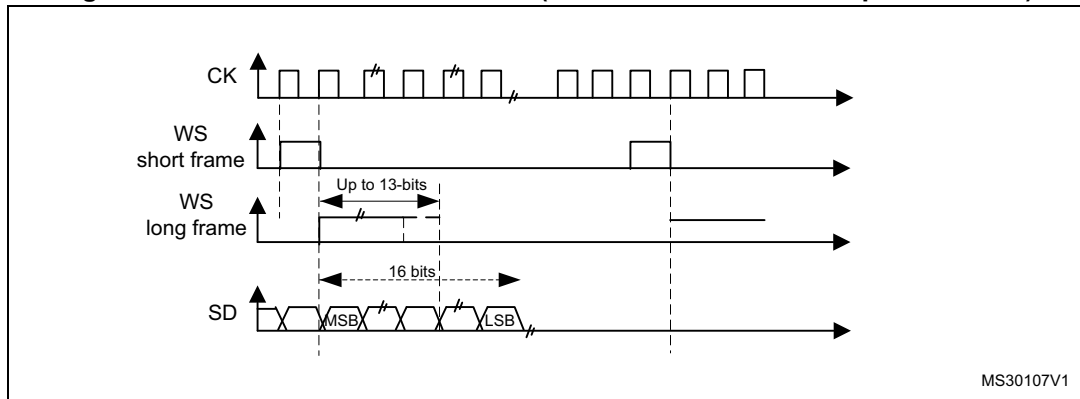 CK
WS
short frame
Up to 13-bits
WS
long frame
16 bits
SD
MSB
LSB
MS30107V1